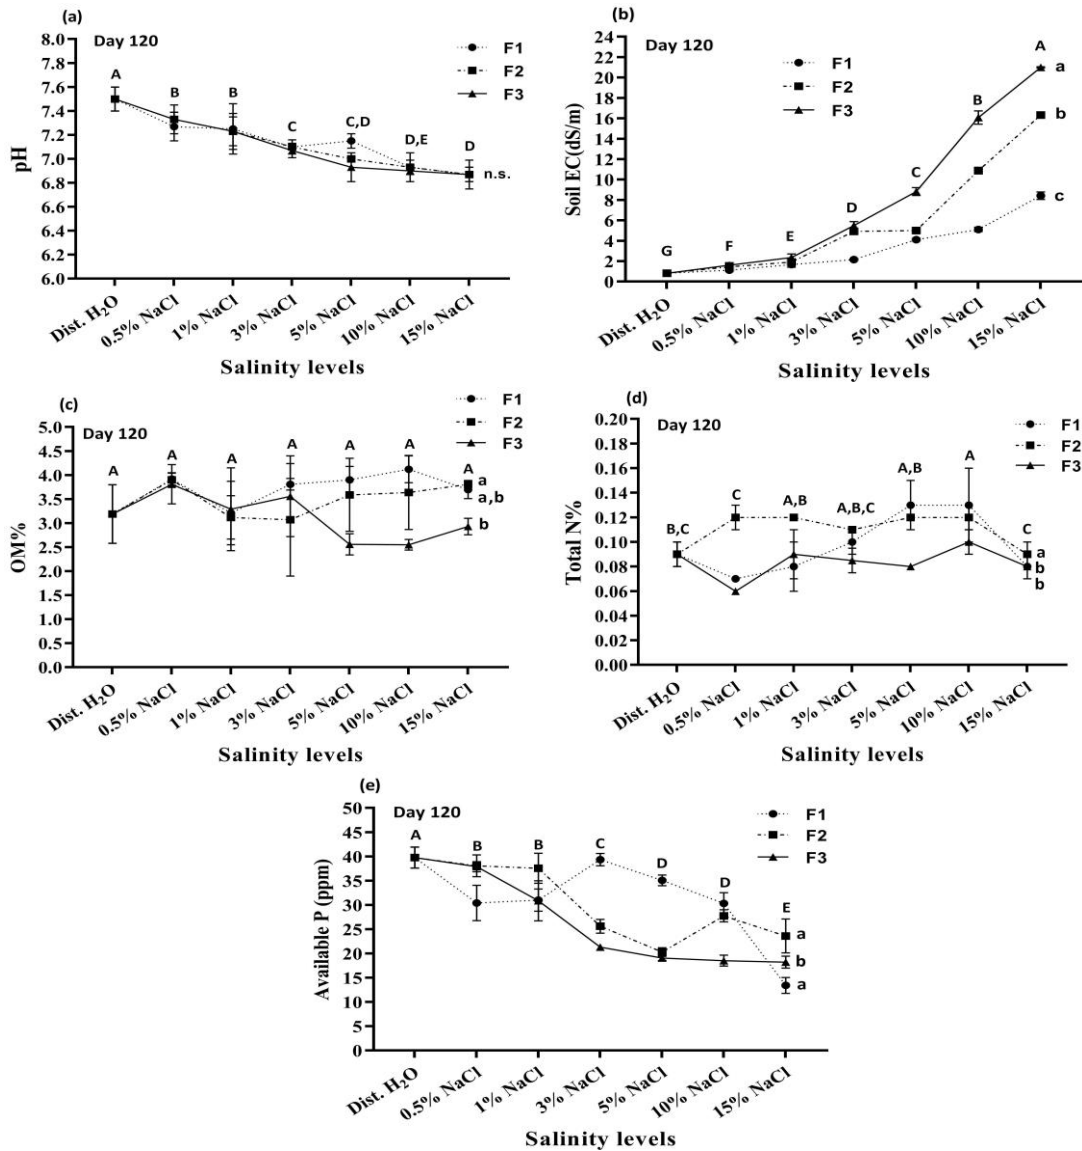 (a)
Day 120
F1
F2
F3
8.0
7.8
7.6
7.4
7.2
7.0
6.8
6.6
6.4
6.2
6.0
pH
A
B
B
C
C,D
D,E
D
n.s.
Dist. H₂O
0.5% NaCl
1% NaCl
3% NaCl
5% NaCl
10% NaCl
15% NaCl
Salinity levels
(b)
Day 120
F1
F2
F3
24
22
20
18
16
14
12
10
8
6
4
2
0
Soil EC(dS/m)
G
F
E
D
C
B
A
a
b
c
Dist. H₂O
0.5% NaCl
1% NaCl
3% NaCl
5% NaCl
10% NaCl
15% NaCl
Salinity levels
(c)
Day 120
F1
F2
F3
5.0
4.5
4.0
3.5
3.0
2.5
2.0
1.5
1.0
0.5
0.0
OM%
A
A
A
A
A
A
A
a
a,b
b
Dist. H₂O
0.5% NaCl
1% NaCl
3% NaCl
5% NaCl
10% NaCl
15% NaCl
Salinity levels
(d)
Day 120
F1
F2
F3
0.20
0.18
0.16
0.14
0.12
0.10
0.08
0.06
0.04
0.02
0.00
Total N%
B,C
C
A,B
A,B,C
A,B
A
C
a
b
b
Dist. H₂O
0.5% NaCl
1% NaCl
3% NaCl
5% NaCl
10% NaCl
15% NaCl
Salinity levels
(e)
Day 120
F1
F2
F3
50
45
40
35
30
25
20
15
10
5
0
Available P (ppm)
A
B
B
C
D
D
E
a
b
a
Dist. H₂O
0.5% NaCl
1% NaCl
3% NaCl
5% NaCl
10% NaCl
15% NaCl
Salinity levels